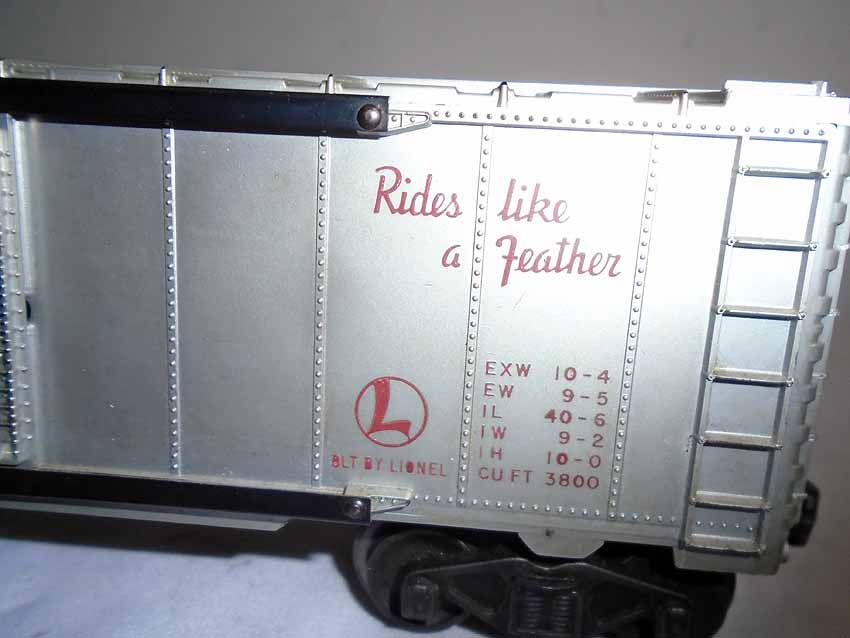 Rides like
a Feather
L
BLT BY LIONEL
EXW 10-4
EW 9-5
IL 40-6
IW 9-2
IH 10-0
CU FT 3800